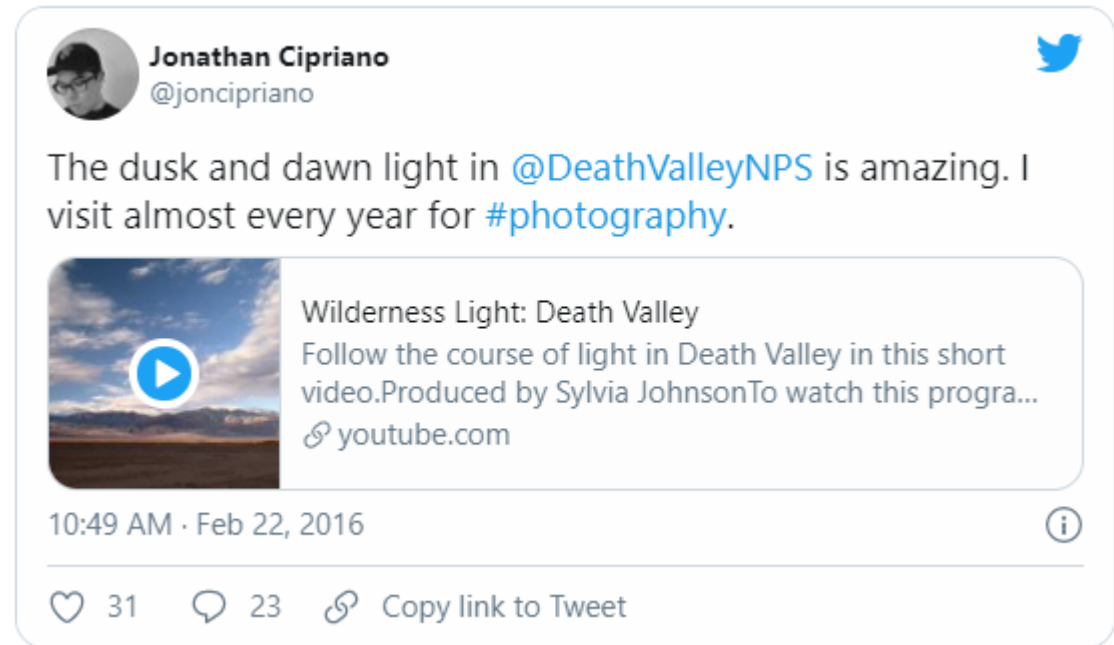 Jonathan Cipriano
@joncipriano
The dusk and dawn light in @DeathValleyNPS is amazing. I
visit almost every year for #photography.
Wilderness Light: Death Valley
Follow the course of light in Death Valley in this short
video.Produced by Sylvia JohnsonTo watch this progra...
youtube.com
10:49 AM · Feb 22, 2016
31 23 Copy link to Tweet